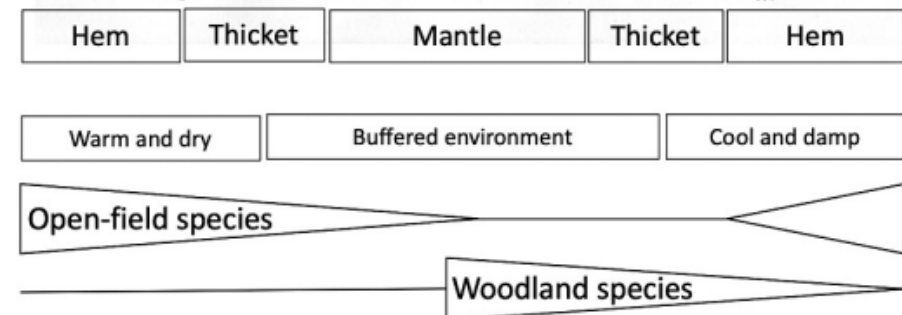 Hem Thicket Mantle Thicket Hem
Warm and dry Buffered environment Cool and damp
Open-field species
Woodland species